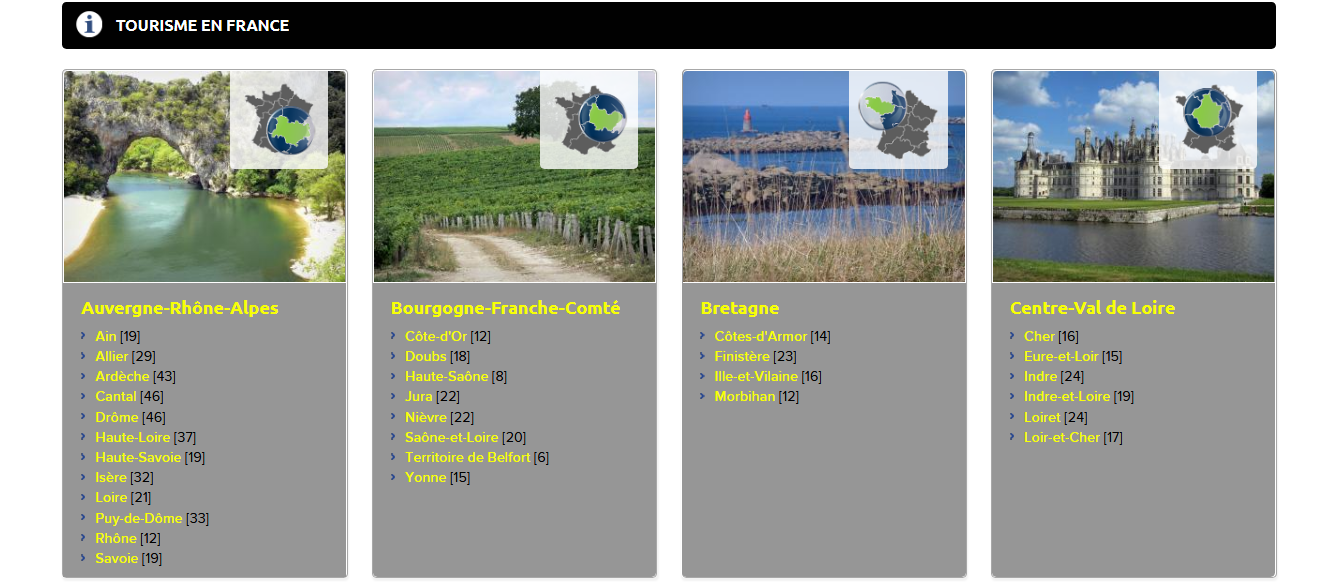 TOURISME EN FRANCE
Auvergne-Rhône-Alpes
Ain [19]
Allier [29]
Ardèche [43]
Cantal [46]
Drôme [46]
Haute-Loire [37]
Haute-Savoie [19]
Isère [32]
Loire [21]
Puy-de-Dôme [33]
Rhône [12]
Savoie [19]
Bourgogne-Franche-Comté
Côte-d'Or [12]
Doubs [18]
Haute-Saône [8]
Jura [22]
Nièvre [22]
Saône-et-Loire [20]
Territoire de Belfort [6]
Yonne [15]
Bretagne
Côtes-d'Armor [14]
Finistère [23]
Ille-et-Vilaine [16]
Morbihan [12]
Centre-Val de Loire
Cher [16]
Eure-et-Loir [15]
Indre [24]
Indre-et-Loire [19]
Loiret [24]
Loir-et-Cher [17]